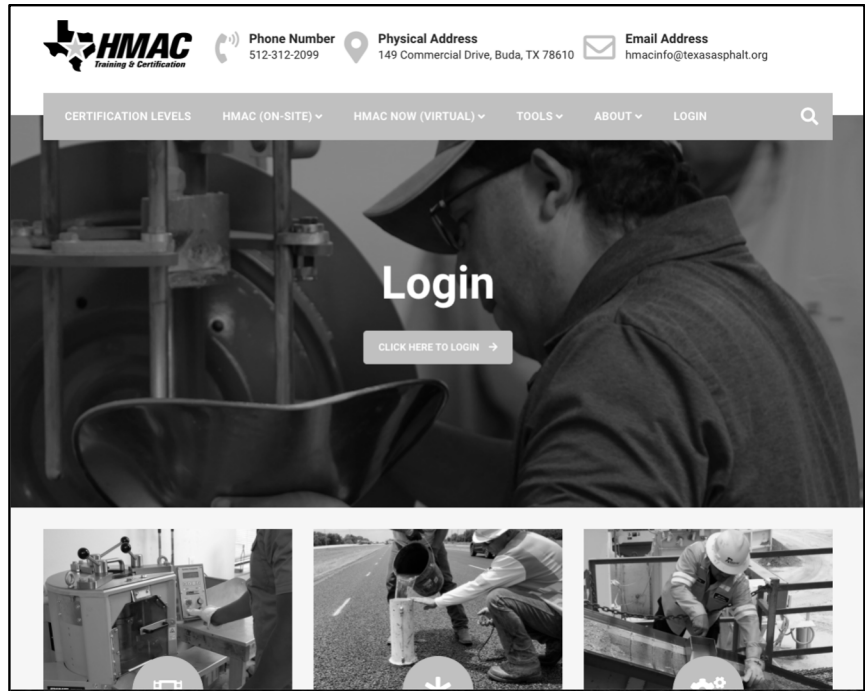 HMAC
Training & Certification
Phone Number
512-312-2099
Physical Address
149 Commercial Drive, Buda, TX 78610
Email Address
hmacinfo@texasasphalt.org
CERTIFICATION LEVELS
HMAC (ON-SITE)
HMAC NOW (VIRTUAL)
TOOLS
ABOUT
LOGIN
Login
CLICK HERE TO LOGIN →